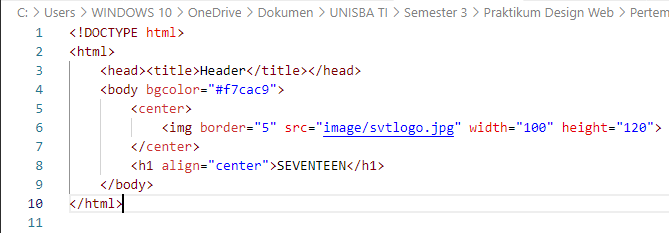 C: > Users > WINDOWS 10 > OneDrive > Dokumen > UNISBA TI > Semester 3 > Praktikum Design Web > Pertem
1 <!DOCTYPE html>
2 <html>
3 <head><title>Header</title></head>
4 <body bgcolor="#f7cac9">
5 <center>
6 <img border="5" src="image/svtlogo.jpg" width="100" height="120">
7 </center>
8 <h1 align="center">SEVENTEEN</h1>
9 </body>
10 </html>
11